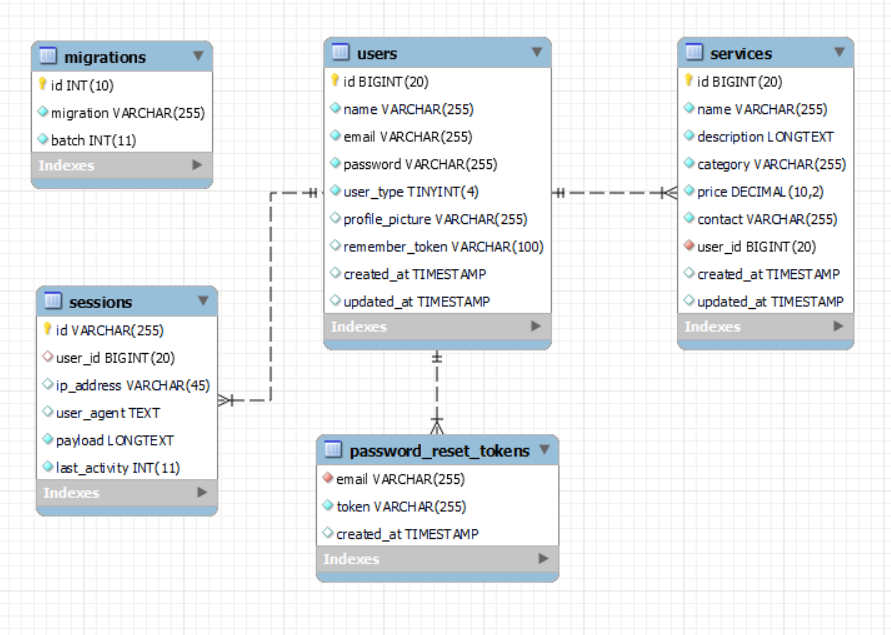 migrations
id INT(10)
migration VARCHAR(255)
batch INT(11)
Indexes
users
id BIGINT(20)
name VARCHAR(255)
email VARCHAR(255)
password VARCHAR(255)
user_type TINYINT(4)
profile_picture VARCHAR(255)
remember_token VARCHAR(100)
created_at TIMESTAMP
updated_at TIMESTAMP
Indexes
services
id BIGINT(20)
name VARCHAR(255)
description LONGTEXT
category VARCHAR(255)
price DECIMAL(10,2)
contact VARCHAR(255)
user_id BIGINT(20)
created_at TIMESTAMP
updated_at TIMESTAMP
Indexes
sessions
id VARCHAR(255)
user_id BIGINT(20)
ip_address VARCHAR(45)
user_agent TEXT
payload LONGTEXT
last_activity INT(11)
Indexes
password_reset_tokens
email VARCHAR(255)
token VARCHAR(255)
created_at TIMESTAMP
Indexes